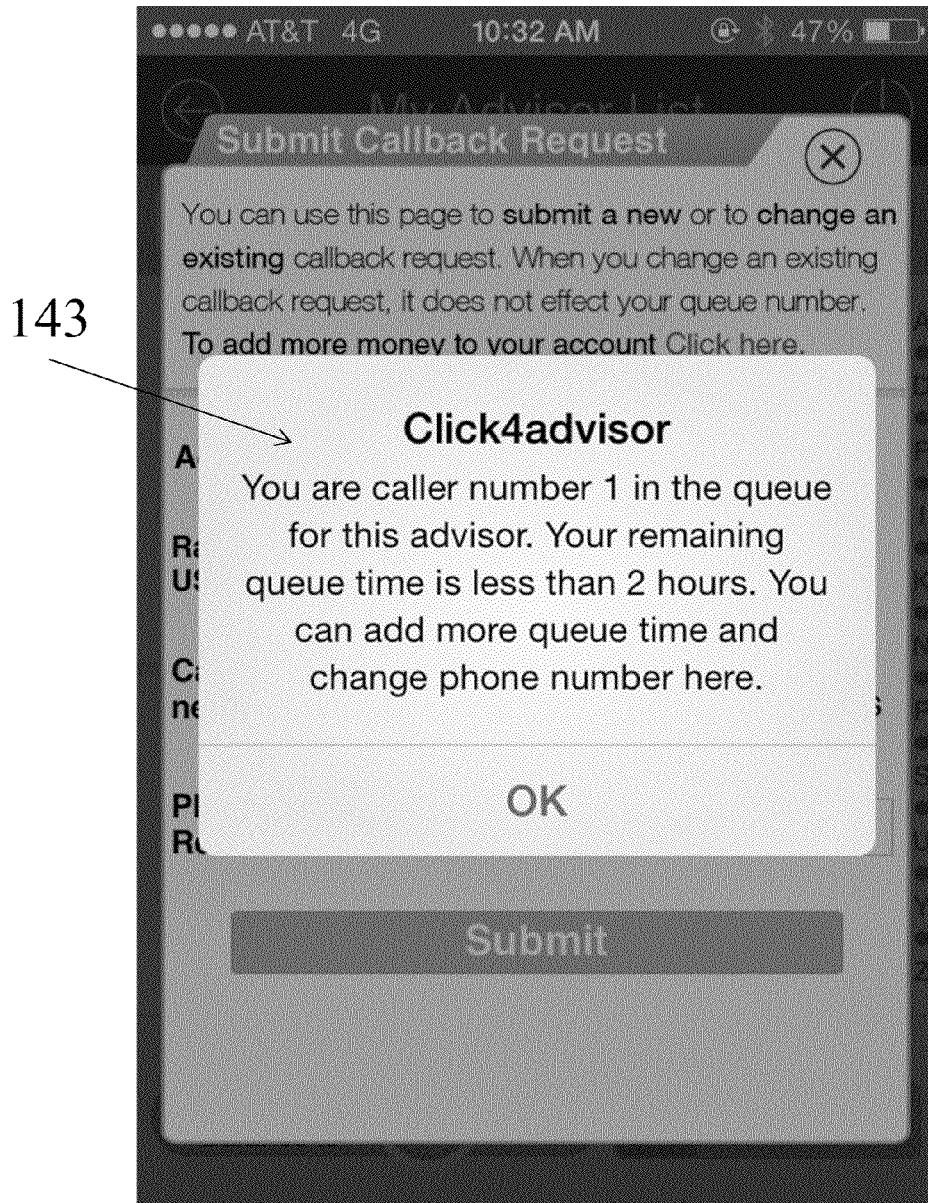 AT&T 4G 10:32 AM 47%
My Advisor List
Submit Callback Request
You can use this page to submit a new or to change an
existing callback request. When you change an existing
callback request, it does not effect your queue number.
To add more money to your account Click here.
143
Click4advisor
You are caller number 1 in the queue
for this advisor. Your remaining
queue time is less than 2 hours. You
can add more queue time and
change phone number here.
OK
Submit